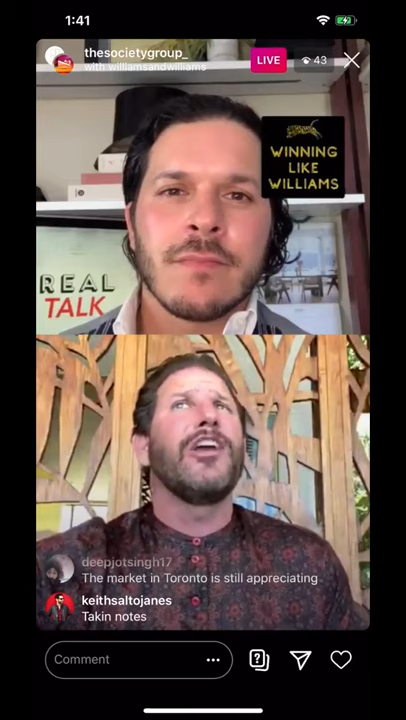 1:41
thesocietygroup_
with williamsandwilliams
LIVE
43
WINNING
LIKE
WILLIAMS
REAL
TALK
deepjotsingh17
The market in Toronto is still appreciating
keithsaltojanes
Takin notes
Comment